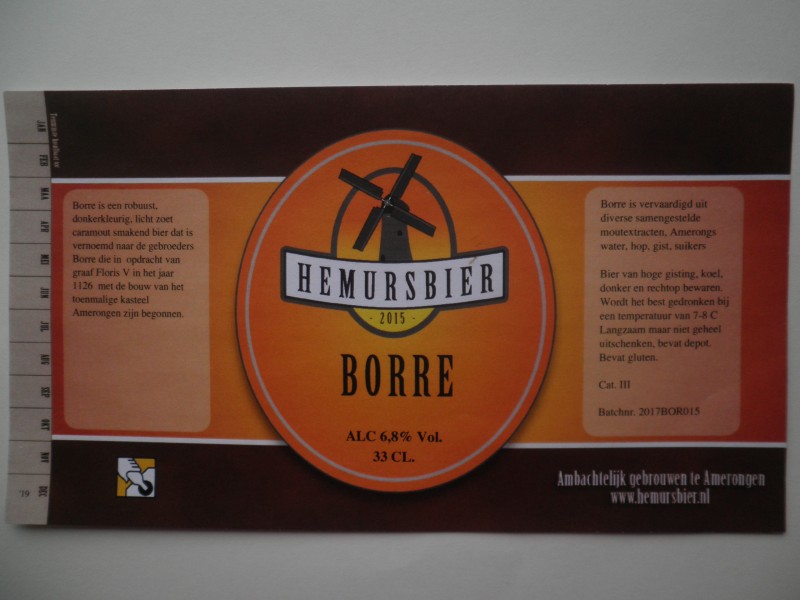 JAN
FEB
MAA
APR
MEI
JUN
JUL
AUG
SEP
OKT
NOV
DEC
'19
Borre is een robuust,
donkerkleurig, licht zoet
caramout smakend bier dat is
vernoemd naar de gebroeders
Borre die in opdracht van
graaf Floris V in het jaar
1126 met de bouw van het
toenmalige kasteel
Amerongen zijn begonnen.
HEMURSBIER
- 2015 -
BORRE
ALC 6,8% Vol.
33 CL.
Borre is vervaardigd uit
diverse samengestelde
moutextracten, Amerongs
water, hop, gist, suikers
Bier van hoge gisting, koel,
donker en rechtop bewaren.
Wordt het best gedronken bij
een temperatuur van 7-8 C
Langzaam maar niet geheel
uitschenken, bevat depot.
Bevat gluten.
Cat. III
Batchnr. 2017BOR015
Ambachtelijk gebrouwen te Amerongen
www.hemursbier.nl